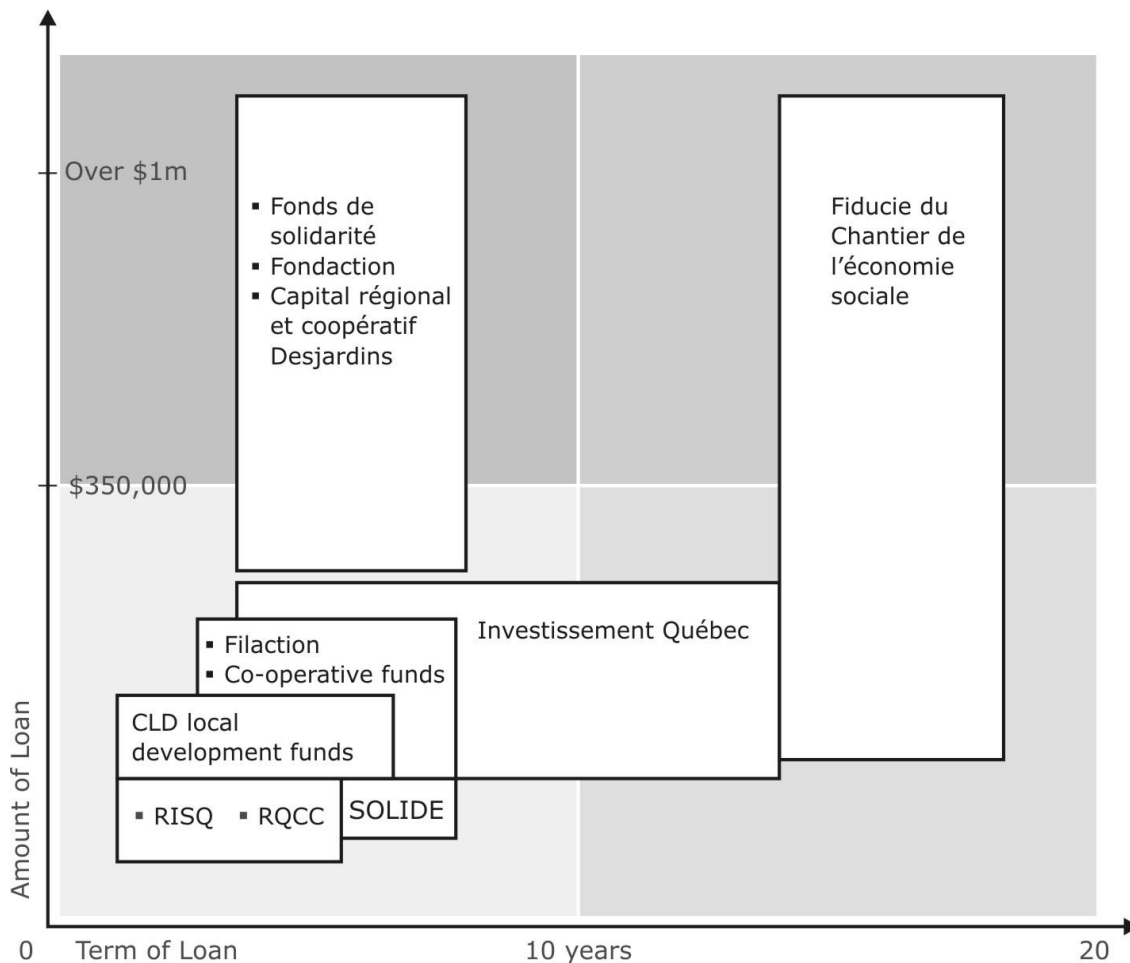 Over $1m
▪ Fonds de
solidarité
▪ Fondaction
▪ Capital régional
et coopératif
Desjardins
Fiducie du
Chantier de
l’économie
sociale
$350,000
Investissement Québec
▪ Filaction
▪ Co-operative funds
CLD local
development funds
▪ RISQ ▪ RQCC
SOLIDE
Amount of Loan
0 Term of Loan 10 years 20